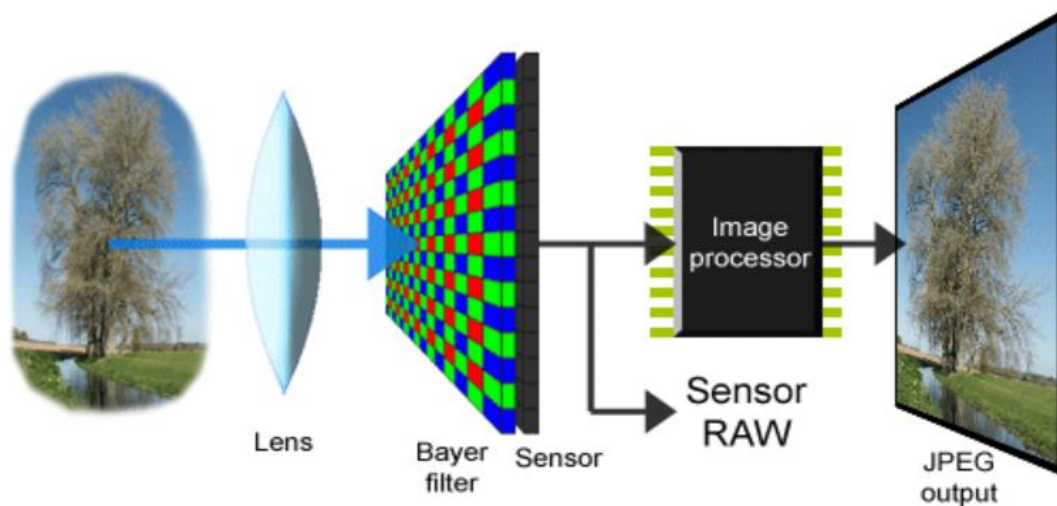 Lens
Bayer
filter
Sensor
Image
processor
Sensor
RAW
JPEG
output